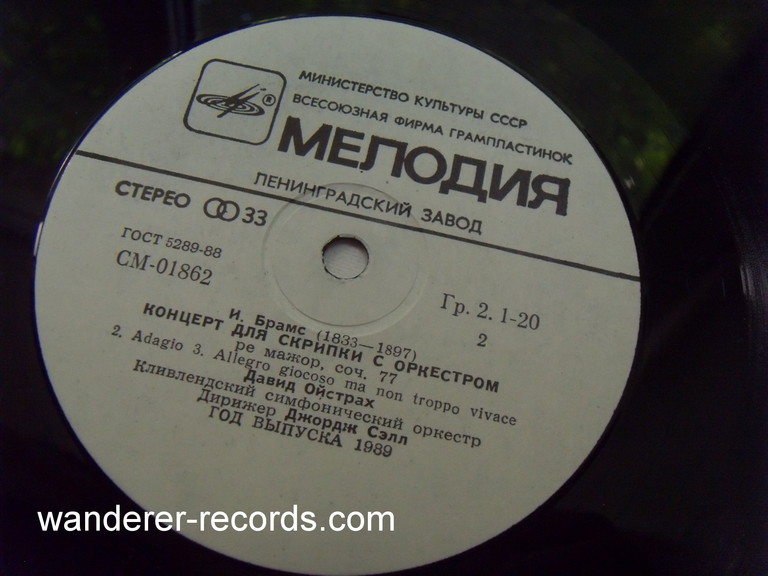 ®
МИНИСТЕРСТВО КУЛЬТУРЫ СССР
ВСЕСОЮЗНАЯ ФИРМА ГРАМПЛАСТИНОК
МЕЛОДИЯ
ЛЕНИНГРАДСКИЙ ЗАВОД
СТЕРЕО 33
ГОСТ 5289-88
СМ-01862
Гр. 2. 1-20
2
И. Брамс (1833—1897)
КОНЦЕРТ ДЛЯ СКРИПКИ С ОРКЕСТРОМ
ре мажор, соч. 77
2. Adagio 3. Allegro giocoso ma non troppo vivace
Давид Ойстрах
Кливлендский симфонический оркестр
Дирижер Джордж Сэлл
ГОД ВЫПУСКА 1989
wanderer-records.com